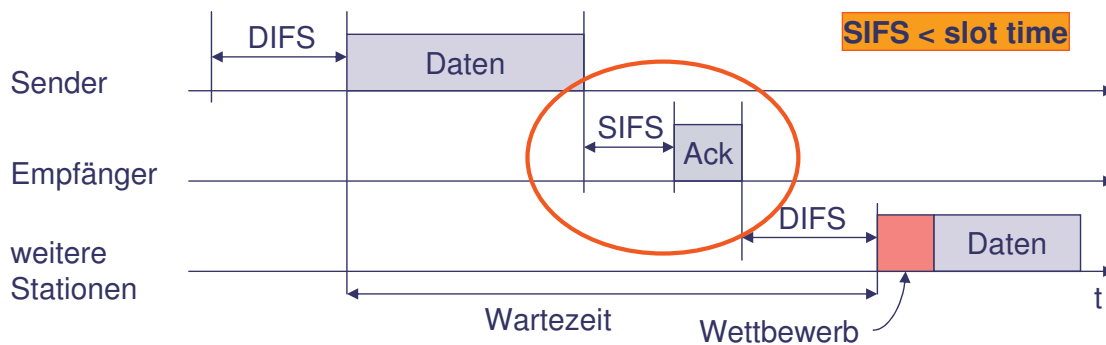 DIFS
SIFS < slot time
Daten
Sender
SIFS
Ack
Empfänger
DIFS
weitere
Stationen
Daten
t
Wartezeit
Wettbewerb